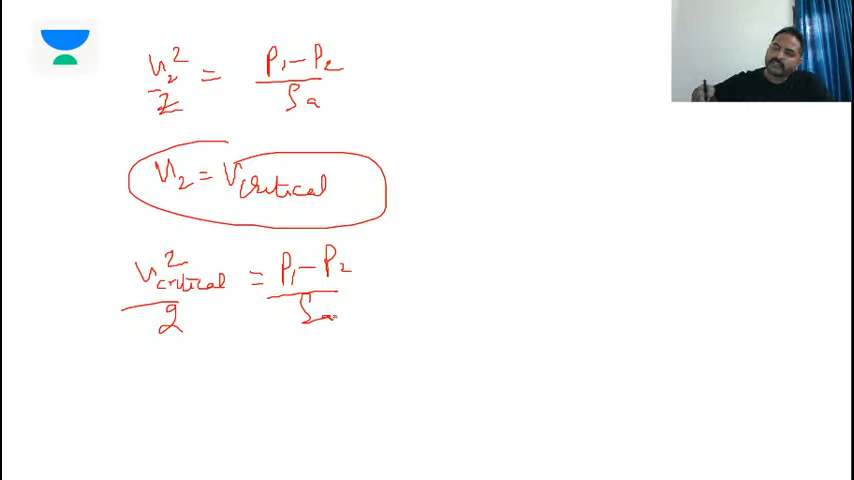 v₂²/2 = P₁-P₂/ρa
v₂ = Vcritical
v²critical/2 = P₁-P₂/ρa